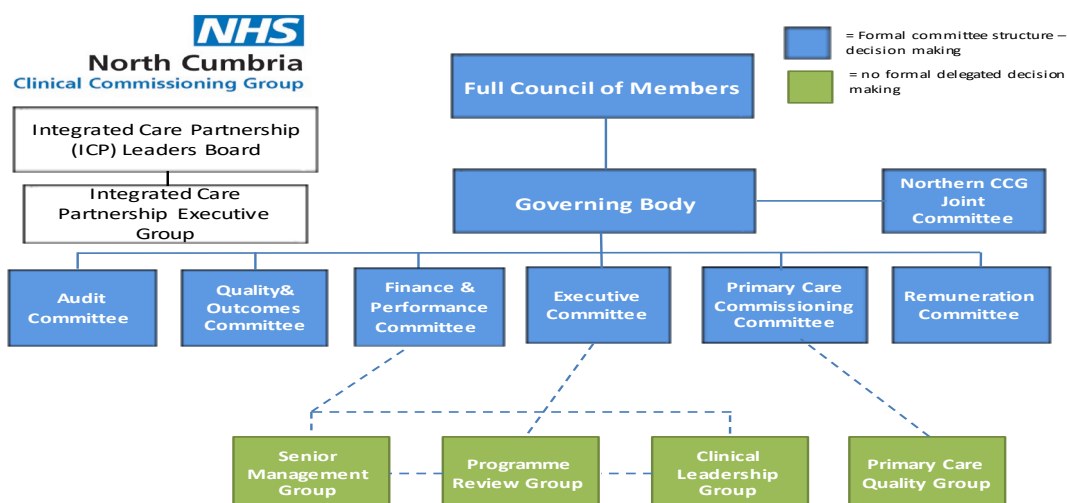 NHS
North Cumbria
Clinical Commissioning Group
= Formal committee structure –
decision making
= no formal delegated decision
making
Full Council of Members
Integrated Care Partnership
(ICP) Leaders Board
Integrated Care
Partnership Executive
Group
Governing Body
Northern CCG
Joint
Committee
Audit
Committee
Quality&
Outcomes
Committee
Finance &
Performance
Committee
Executive
Committee
Primary Care
Commissioning
Committee
Remuneration
Committee
Senior
Management
Group
Programme
Review Group
Clinical
Leadership
Group
Primary Care
Quality Group